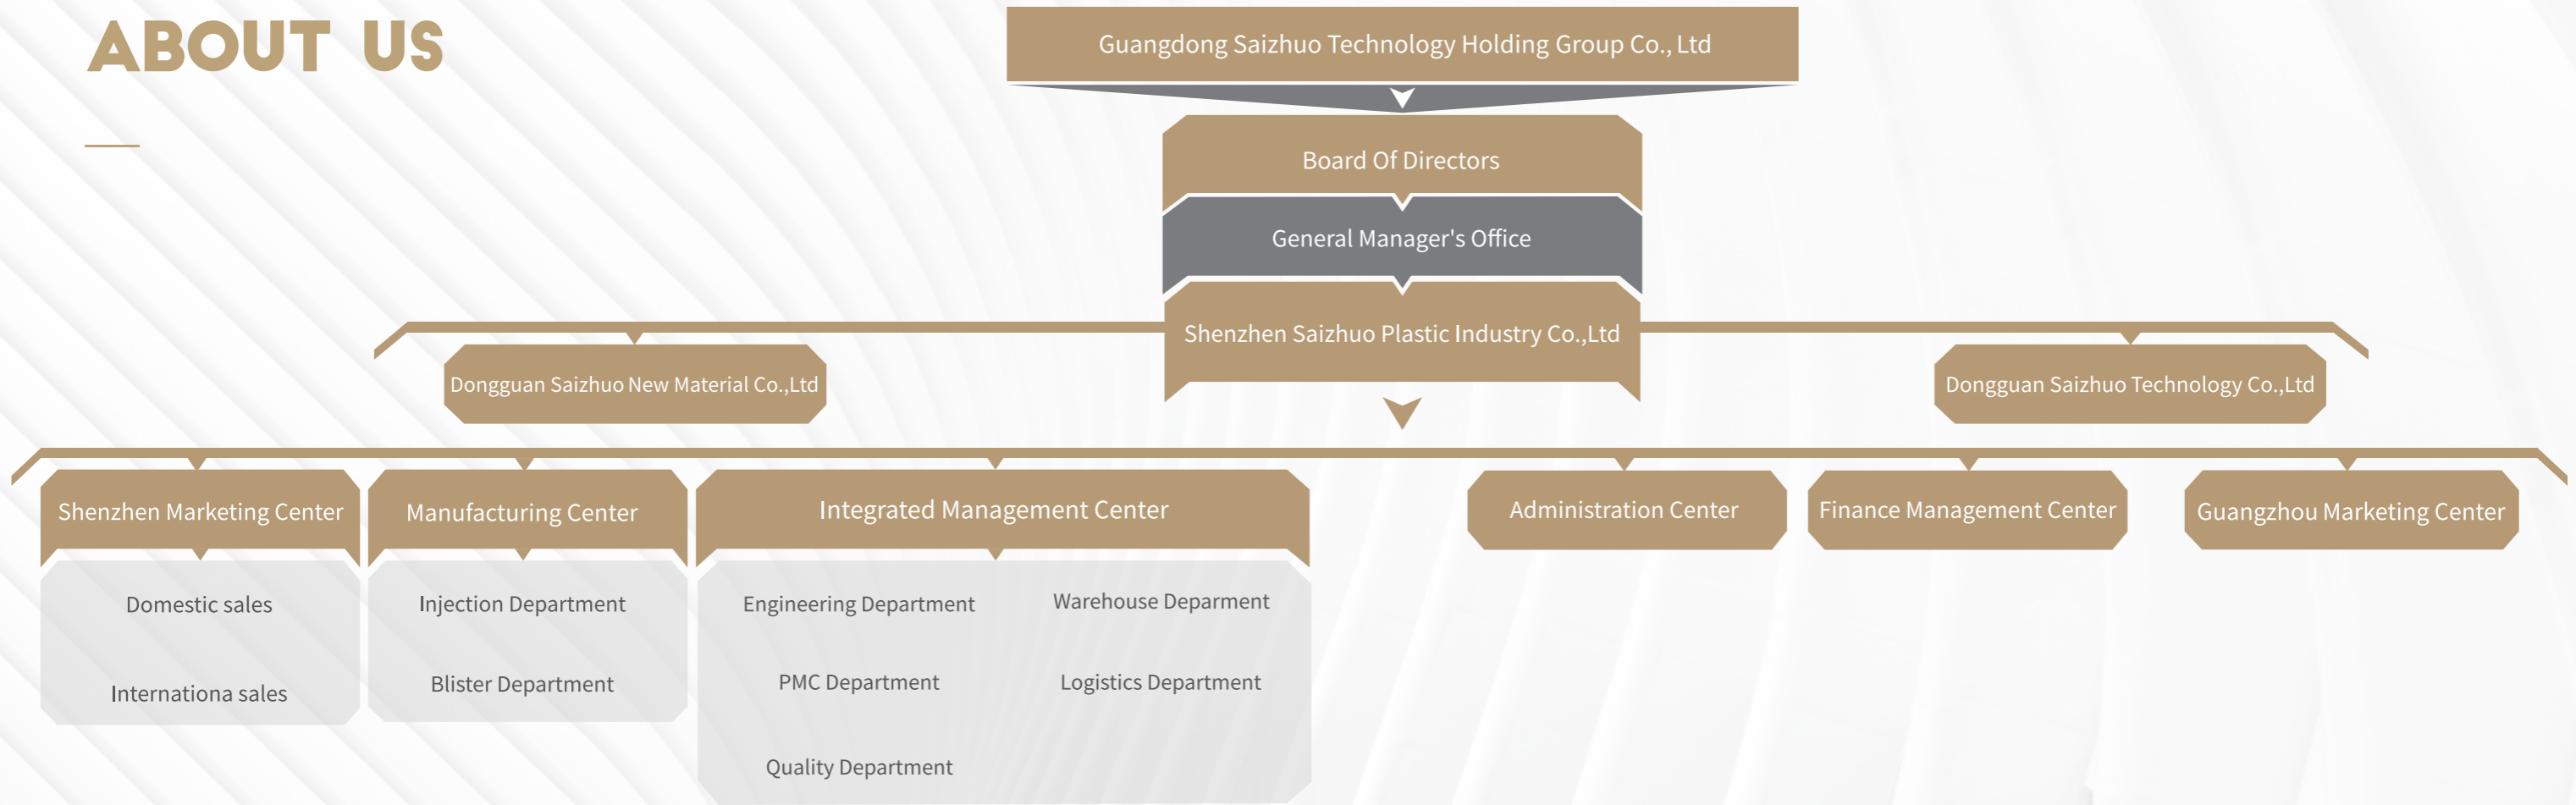 ABOUT US
Guangdong Saizhuo Technology Holding Group Co., Ltd
Board Of Directors
General Manager's Office
Shenzhen Saizhuo Plastic Industry Co.,Ltd
Dongguan Saizhuo New Material Co.,Ltd
Dongguan Saizhuo Technology Co.,Ltd
Shenzhen Marketing Center
Manufacturing Center
Integrated Management Center
Administration Center
Finance Management Center
Guangzhou Marketing Center
Domestic sales
Internationa sales
Injection Department
Blister Department
Engineering Department
Warehouse Deparment
PMC Department
Logistics Department
Quality Department